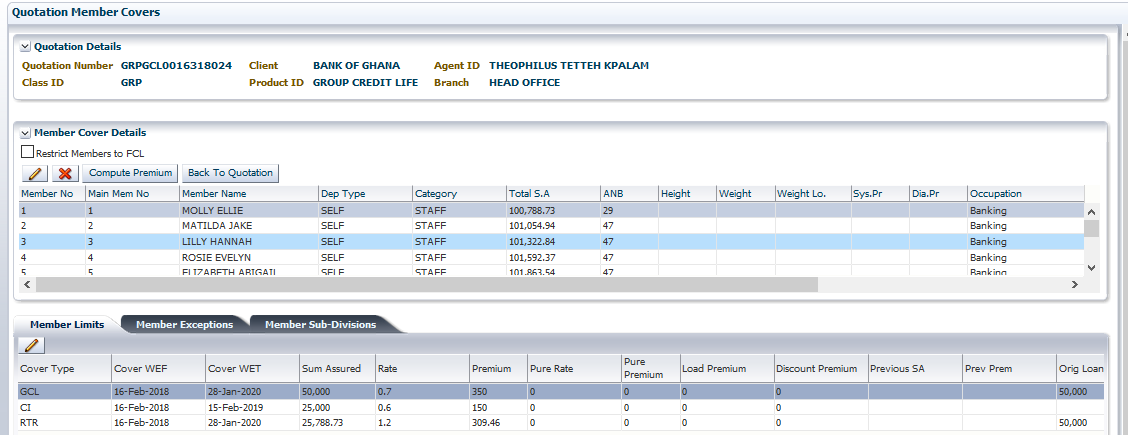 Quotation Member Covers
Quotation Details
Quotation Number GRPGCL0016318024 Client BANK OF GHANA Agent ID THEOPHILUS TETTEH KPALAM
Class ID GRP Product ID GROUP CREDIT LIFE Branch HEAD OFFICE
Member Cover Details
Restrict Members to FCL
Compute Premium Back To Quotation
Member No Main Mem No Member Name Dep Type Category Total S.A ANB Height Weight Weight Lo. Sys.Pr Dia.Pr Occupation
1 1 MOLLY ELLIE SELF STAFF 100,788.73 29 Banking
2 2 MATILDA JAKE SELF STAFF 101,054.94 47 Banking
3 3 LILLY HANNAH SELF STAFF 101,322.84 47 Banking
4 4 ROSIE EVELYN SELF STAFF 101,592.37 47 Banking
5 5 ELIZABETH ABIGAIL SELF STAFF 101,863.54 47 Banking
Member Limits Member Exceptions Member Sub-Divisions
Cover Type Cover WEF Cover WET Sum Assured Rate Premium Pure Rate Pure Premium Load Premium Discount Premium Previous SA Prev Prem Orig Loan
GCL 16-Feb-2018 28-Jan-2020 50,000 0.7 350 0 0 0 0 50,000
CI 16-Feb-2018 15-Feb-2019 25,000 0.6 150 0 0 0 0
RTR 16-Feb-2018 28-Jan-2020 25,788.73 1.2 309.46 0 0 0 0 50,000